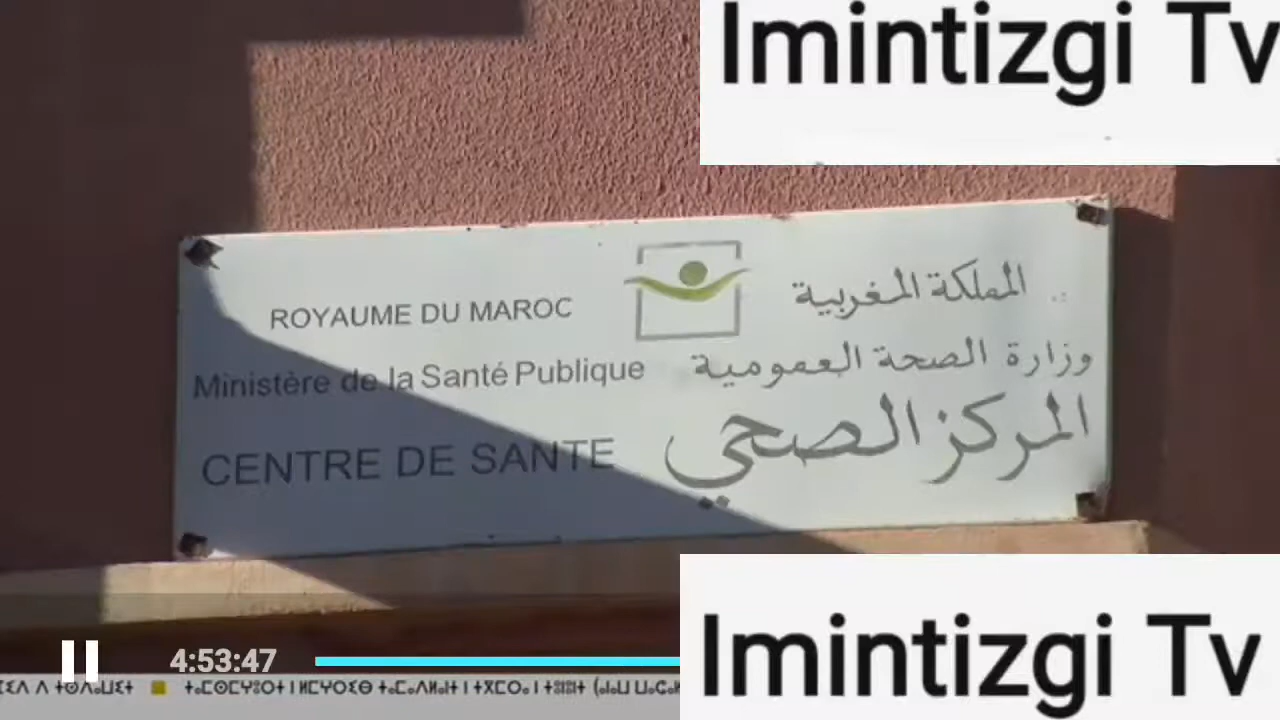 Imintizgi Tv
ROYAUME DU MAROC
المملكة المغربية
Ministère de la Santé Publique
وزارة الصحة العمومية
CENTRE DE SANTE
المركز الصحي
Imintizgi Tv
4:53:47